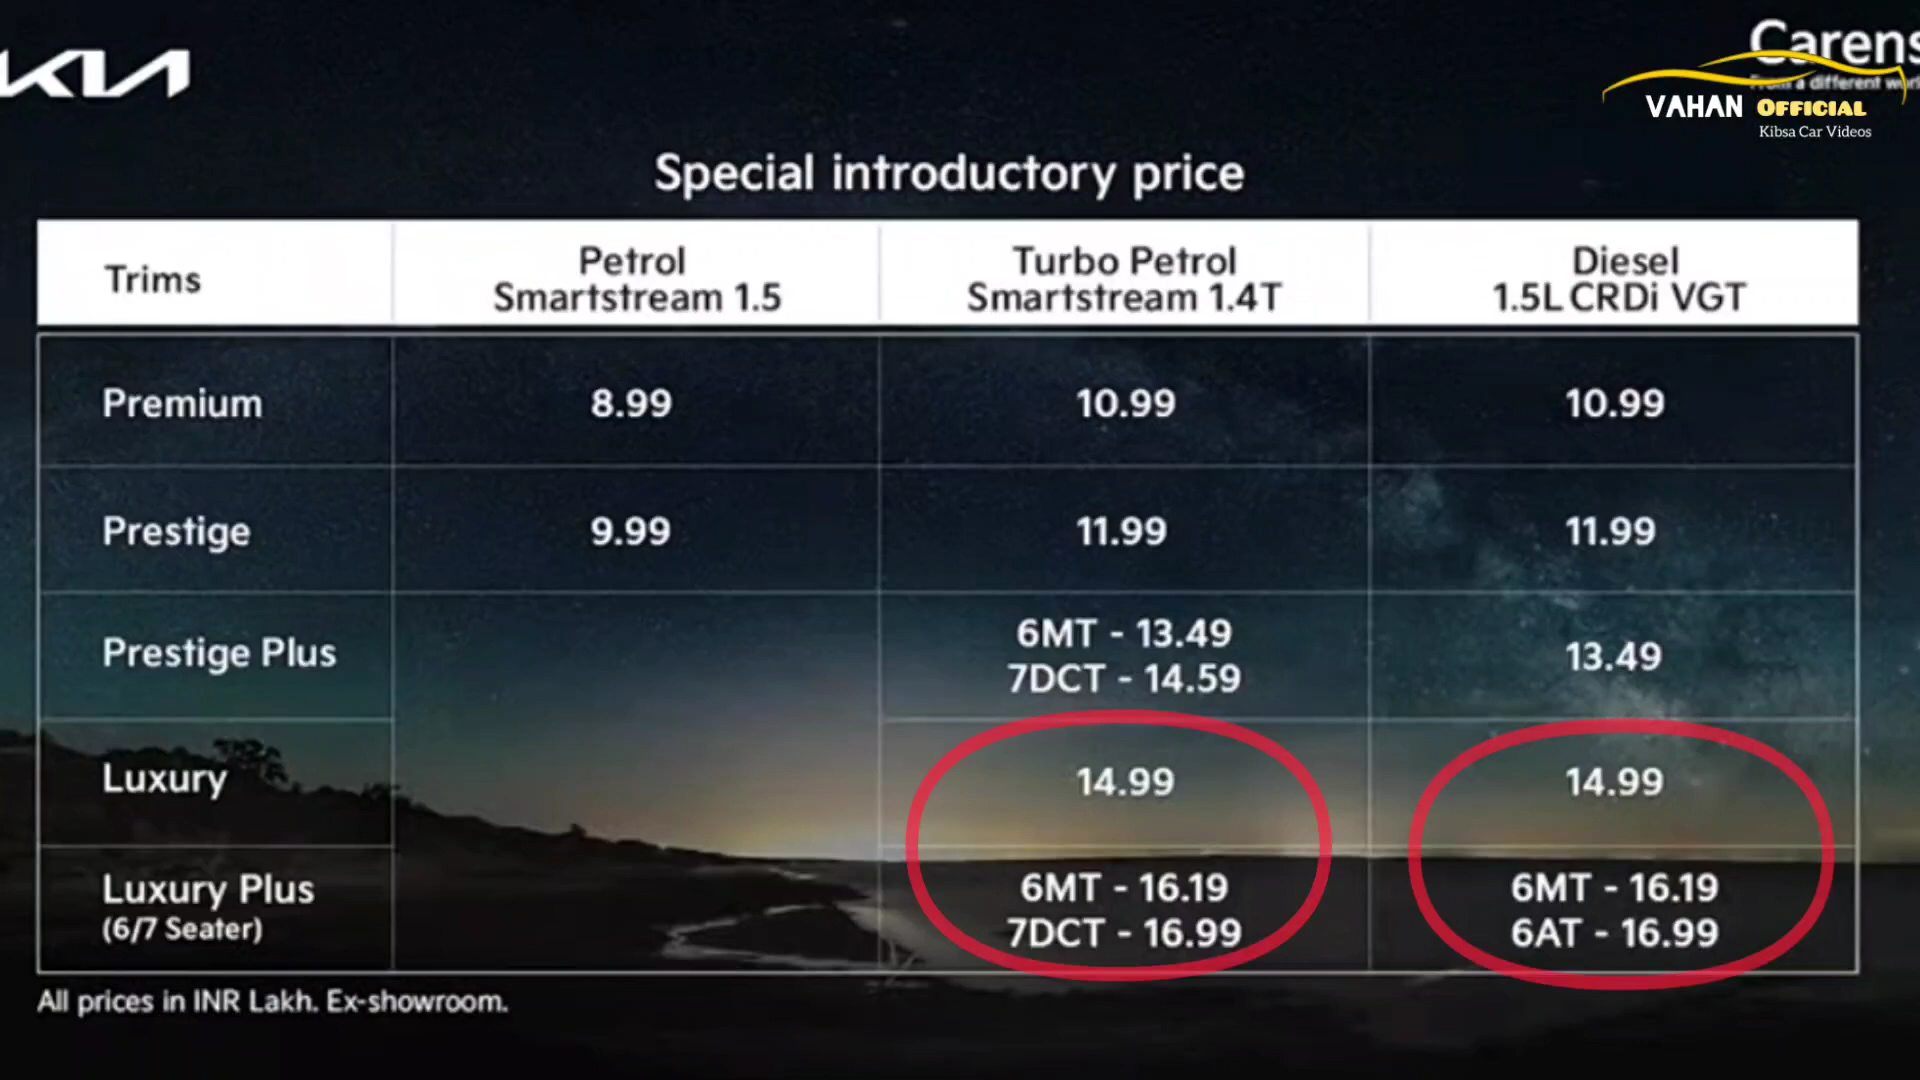 KIA
Carens
VAHAN OFFICIAL
Kibsa Car Videos
Special introductory price
Trims
Petrol
Smartstream 1.5
Turbo Petrol
Smartstream 1.4T
Diesel
1.5L CRDi VGT
Premium
8.99
10.99
10.99
Prestige
9.99
11.99
11.99
Prestige Plus
6MT - 13.49
7DCT - 14.59
13.49
Luxury
14.99
14.99
Luxury Plus
(6/7 Seater)
6MT - 16.19
7DCT - 16.99
6MT - 16.19
6AT - 16.99
All prices in INR Lakh. Ex-showroom.